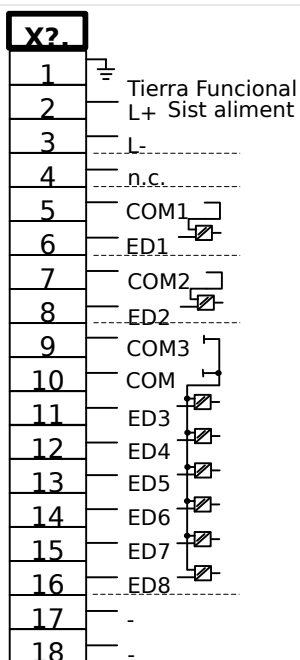 X?.
1
Tierra Funcional
2 L+ Sist aliment
3 L-
4 n.c.
5 COM1
6 ED1
7 COM2
8 ED2
9 COM3
10 COM
11 ED3
12 ED4
13 ED5
14 ED6
15 ED7
16 ED8
17 -
18 -